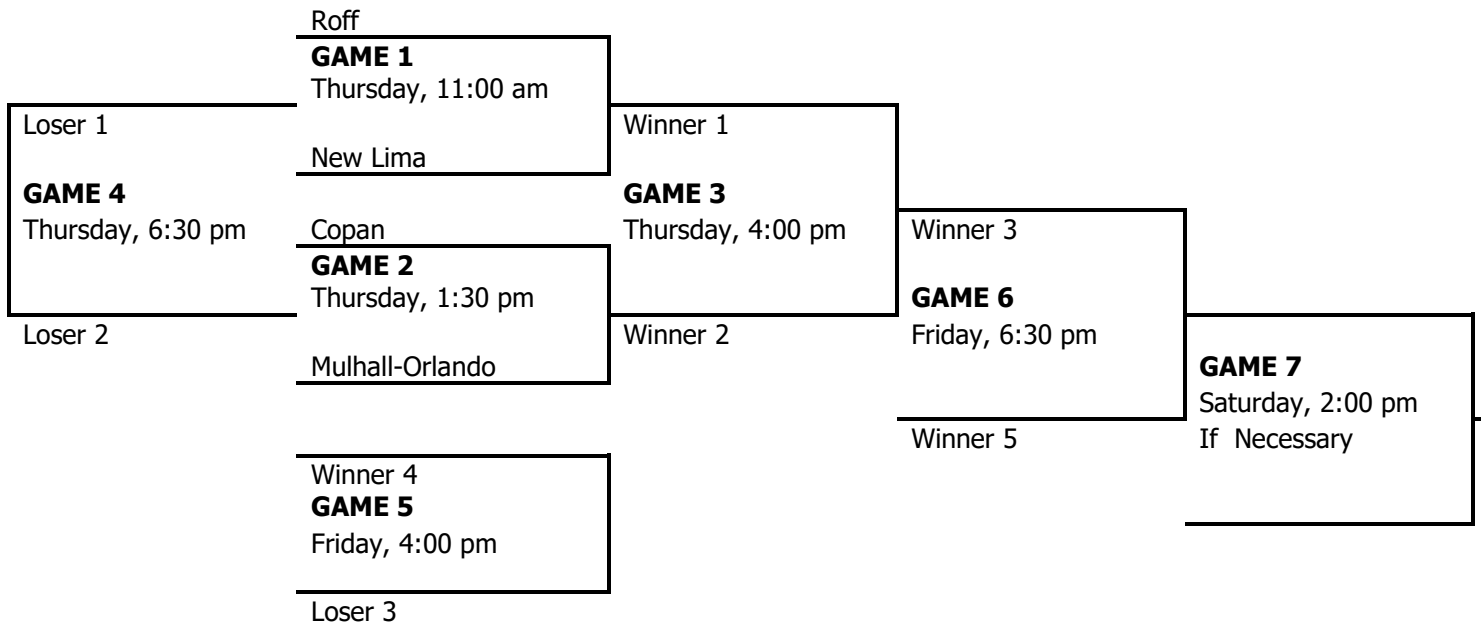 Roff
GAME 1
Thursday, 11:00 am
Loser 1
Winner 1
New Lima
GAME 4
GAME 3
Thursday, 6:30 pm
Copan
Thursday, 4:00 pm
Winner 3
GAME 2
Thursday, 1:30 pm
GAME 6
Loser 2
Winner 2
Friday, 6:30 pm
Mulhall-Orlando
GAME 7
Saturday, 2:00 pm
Winner 5
If Necessary
Winner 4
GAME 5
Friday, 4:00 pm
Loser 3